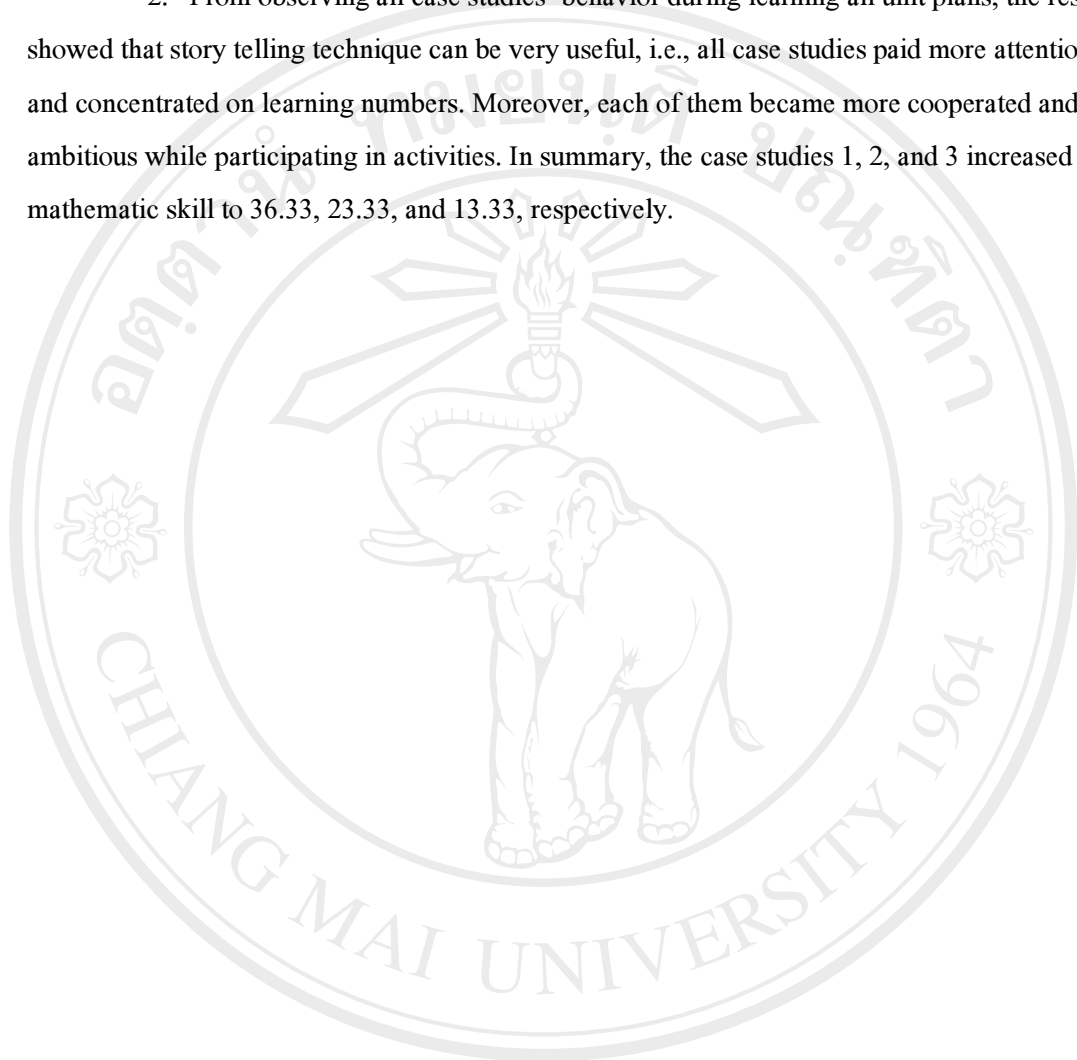 2. From observing all case studies' behavior during learning all unit plans, the
showed that story telling technique can be very useful, i.e., all case studies paid more
and concentrated on learning numbers. Moreover, each of them became more cooperated and
ambitious while participating in activities. In summary, the case studies 1, 2, and 3 increased
mathematic skill to 36.33, 23.33, and 13.33, respectively.
CHIANG MAI UNIVERSITY 1964